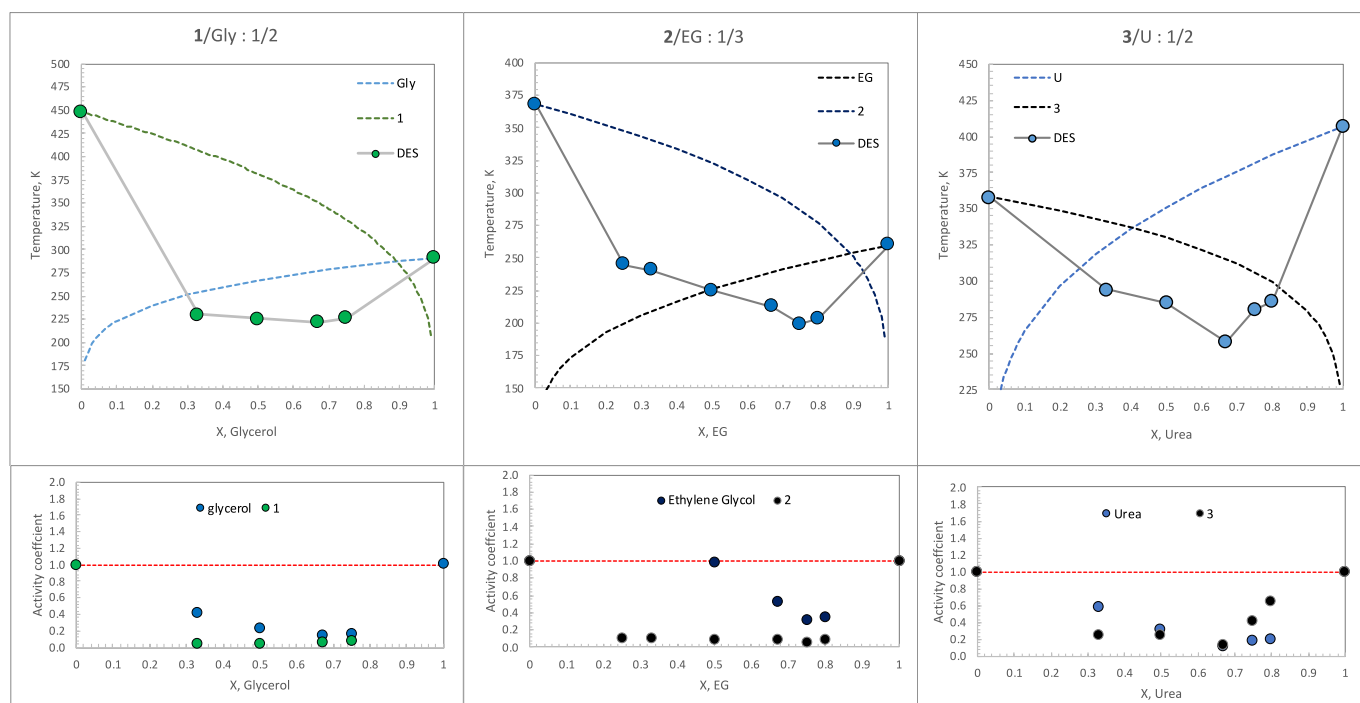 1/Gly : 1/2
500
475
450
425
400
375
350
325
300
275
250
225
200
175
150
Temperature, K
Gly
1
DES
0 0.1 0.2 0.3 0.4 0.5 0.6 0.7 0.8 0.9 1
X, Glycerol
2/EG : 1/3
400
375
350
325
300
275
250
225
200
175
150
Temperature, K
EG
2
DES
0 0.1 0.2 0.3 0.4 0.5 0.6 0.7 0.8 0.9 1
X, EG
3/U : 1/2
450
425
400
375
350
325
300
275
250
225
Temperature, K
U
3
DES
0 0.1 0.2 0.3 0.4 0.5 0.6 0.7 0.8 0.9 1
X, Urea
2.0
1.8
1.6
1.4
1.2
1.0
0.8
0.6
0.4
0.2
0.0
Activity coeffcient
glycerol 1
0 0.1 0.2 0.3 0.4 0.5 0.6 0.7 0.8 0.9 1
X, Glycerol
2.0
1.8
1.6
1.4
1.2
1.0
0.8
0.6
0.4
0.2
0.0
Activity coeffcient
Ethylene Glycol 2
0 0.1 0.2 0.3 0.4 0.5 0.6 0.7 0.8 0.9 1
X, EG
2.0
1.8
1.6
1.4
1.2
1.0
0.8
0.6
0.4
0.2
0.0
Activity coeffcient
Urea 3
0 0.1 0.2 0.3 0.4 0.5 0.6 0.7 0.8 0.9 1
X, Urea